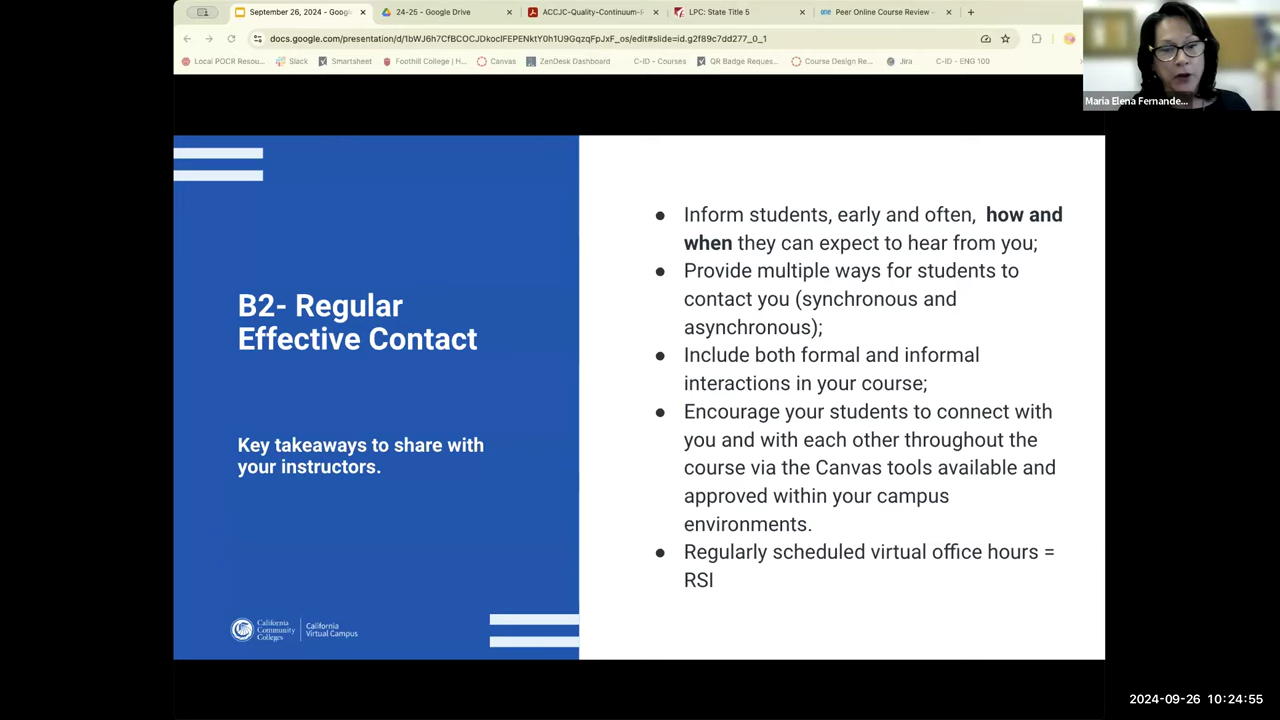 September 26, 2024 - Googl
24-25 - Google Drive
ACCJC-Quality-Continuum-R
LPC: State Title 5
Peer Online Course Review -
docs.google.com/presentation/d/1bWJ6h7CfBCOCJDkoclFEPENktY0h1U9GqzqFpJxF_os/edit#slide=id.g2f89c7dd277_0_1
Local POCR Resou...
Slack
Smartsheet
Foothill College | H...
Canvas
ZenDesk Dashboard
C-ID - Courses
QR Badge Reques...
Course Design Re...
Jira
C-ID - ENG 100
Maria Elena Fernande...
B2- Regular
Effective Contact
Key takeaways to share with
your instructors.
California
Community
Colleges
California
Virtual Campus
● Inform students, early and often, how and
when they can expect to hear from you;
● Provide multiple ways for students to
contact you (synchronous and
asynchronous);
● Include both formal and informal
interactions in your course;
● Encourage your students to connect with
you and with each other throughout the
course via the Canvas tools available and
approved within your campus
environments.
● Regularly scheduled virtual office hours =
RSI
2024-09-26 10:24:55